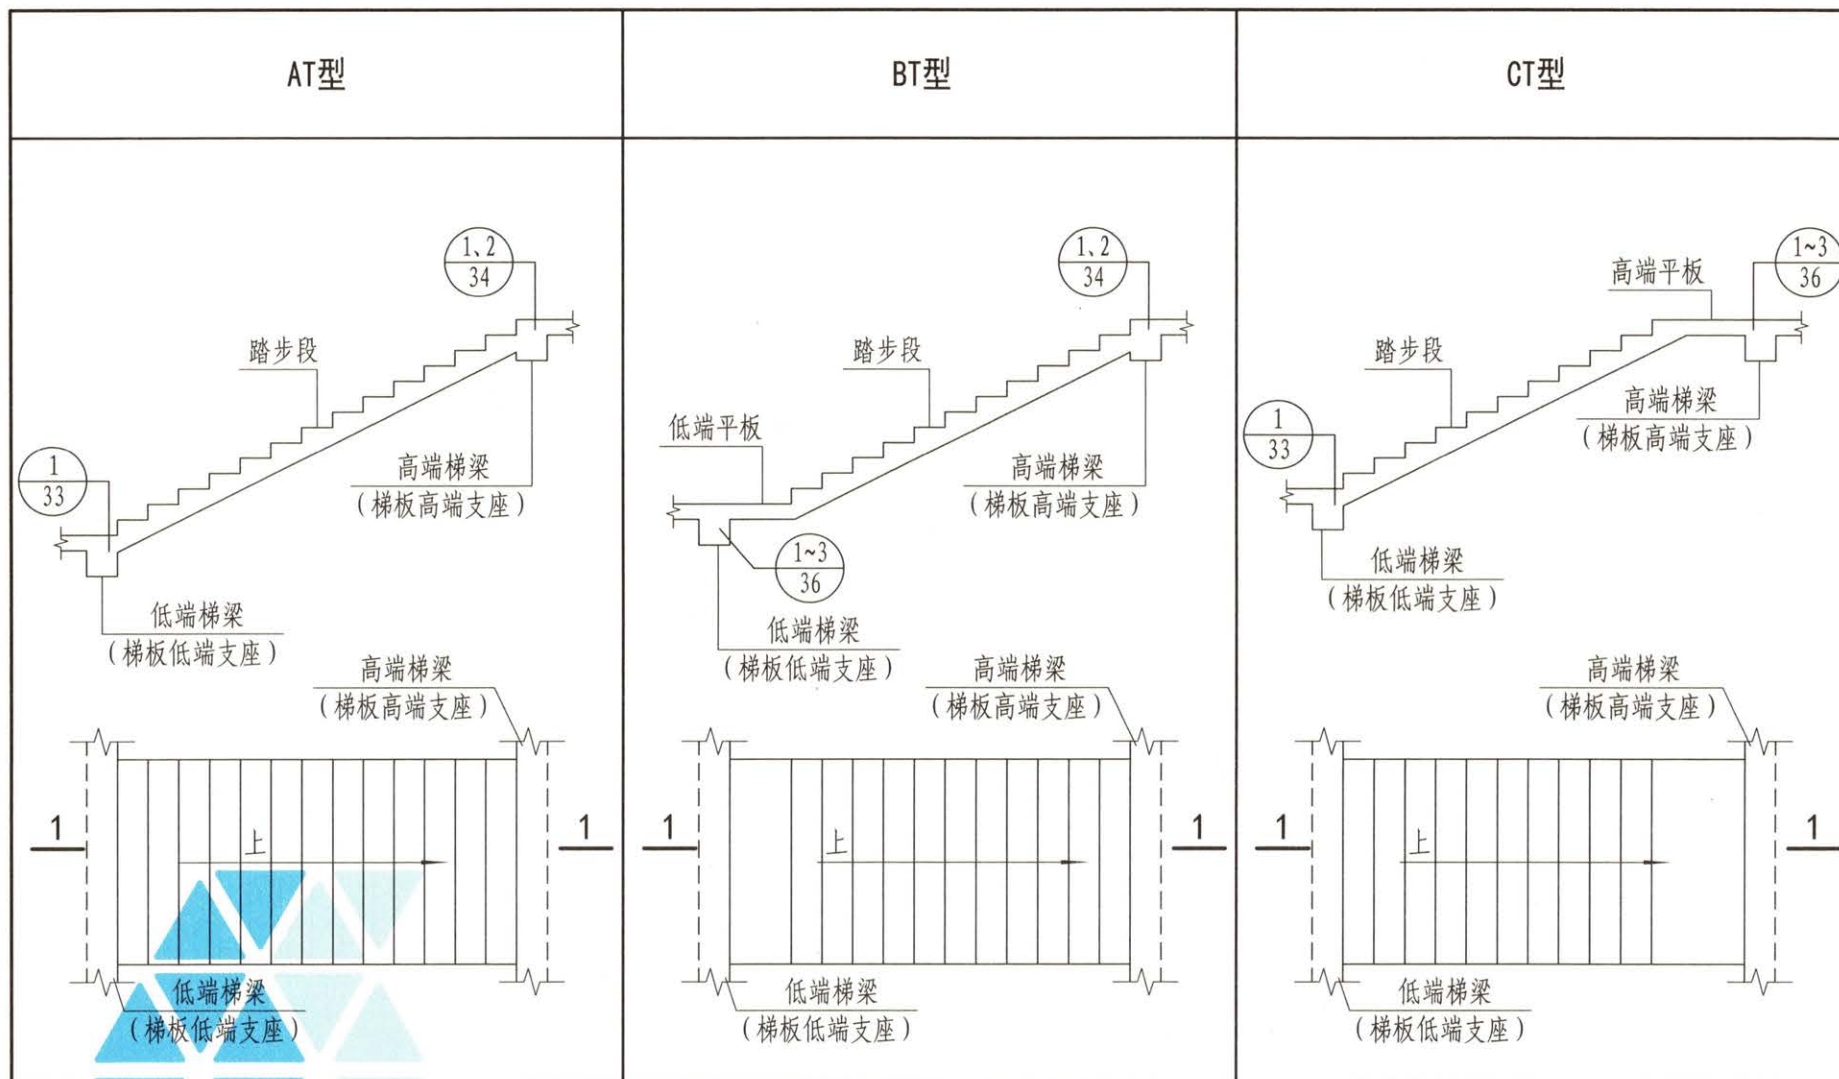 AT型
BT型
CT型
1、2
34
踏步段
1
33
高端梯梁
(梯板高端支座)
低端梯梁
(梯板低端支座)
高端梯梁
(梯板高端支座)
1
1
上
低端梯梁
(梯板低端支座)
1、2
34
踏步段
低端平板
高端梯梁
(梯板高端支座)
1~3
36
低端梯梁
(梯板低端支座)
高端梯梁
(梯板高端支座)
1
1
上
低端梯梁
(梯板低端支座)
1~3
36
高端平板
踏步段
高端梯梁
(梯板高端支座)
1
33
低端梯梁
(梯板低端支座)
高端梯梁
(梯板高端支座)
1
1
上
低端梯梁
(梯板低端支座)